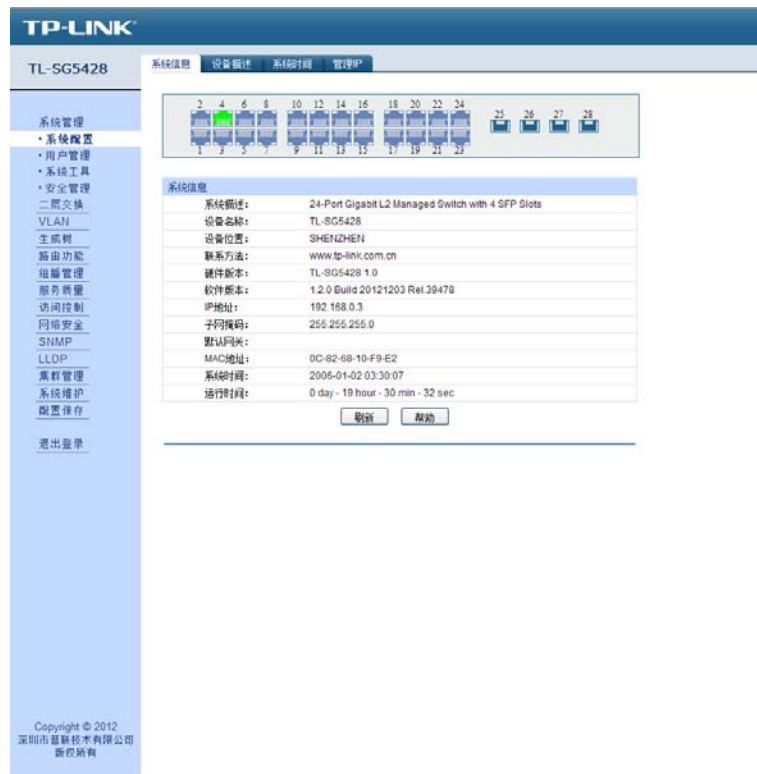 TP-LINK
TL-SG5428
系统信息 设备描述 系统时间 管理IP
系统管理
·系统配置
·用户管理
·系统工具
·安全管理
二层交换
VLAN
生成树
路由功能
组播管理
服务质量
访问控制
网络安全
SNMP
LLDP
集群管理
系统维护
配置保存
退出登录
2 4 6 8 10 12 14 16 18 20 22 24
25 26 27 28
1 3 5 7 9 11 13 15 17 19 21 23
系统信息
系统描述: 24-Port Gigabit L2 Managed Switch with 4 SFP Slots
设备名称: TL-SG5428
设备位置: SHENZHEN
联系方法: www.tp-link.com.cn
硬件版本: TL-SG5428 1.0
软件版本: 1.2.0 Build 20121203 Rel.39478
IP地址: 192.168.0.3
子网掩码: 255.255.255.0
默认网关:
MAC地址: 0C-82-68-10-F9-E2
系统时间: 2006-01-02 03:30:07
运行时间: 0 day - 19 hour - 30 min - 32 sec
刷新 帮助
Copyright © 2012
深圳市普联技术有限公司
版权所有